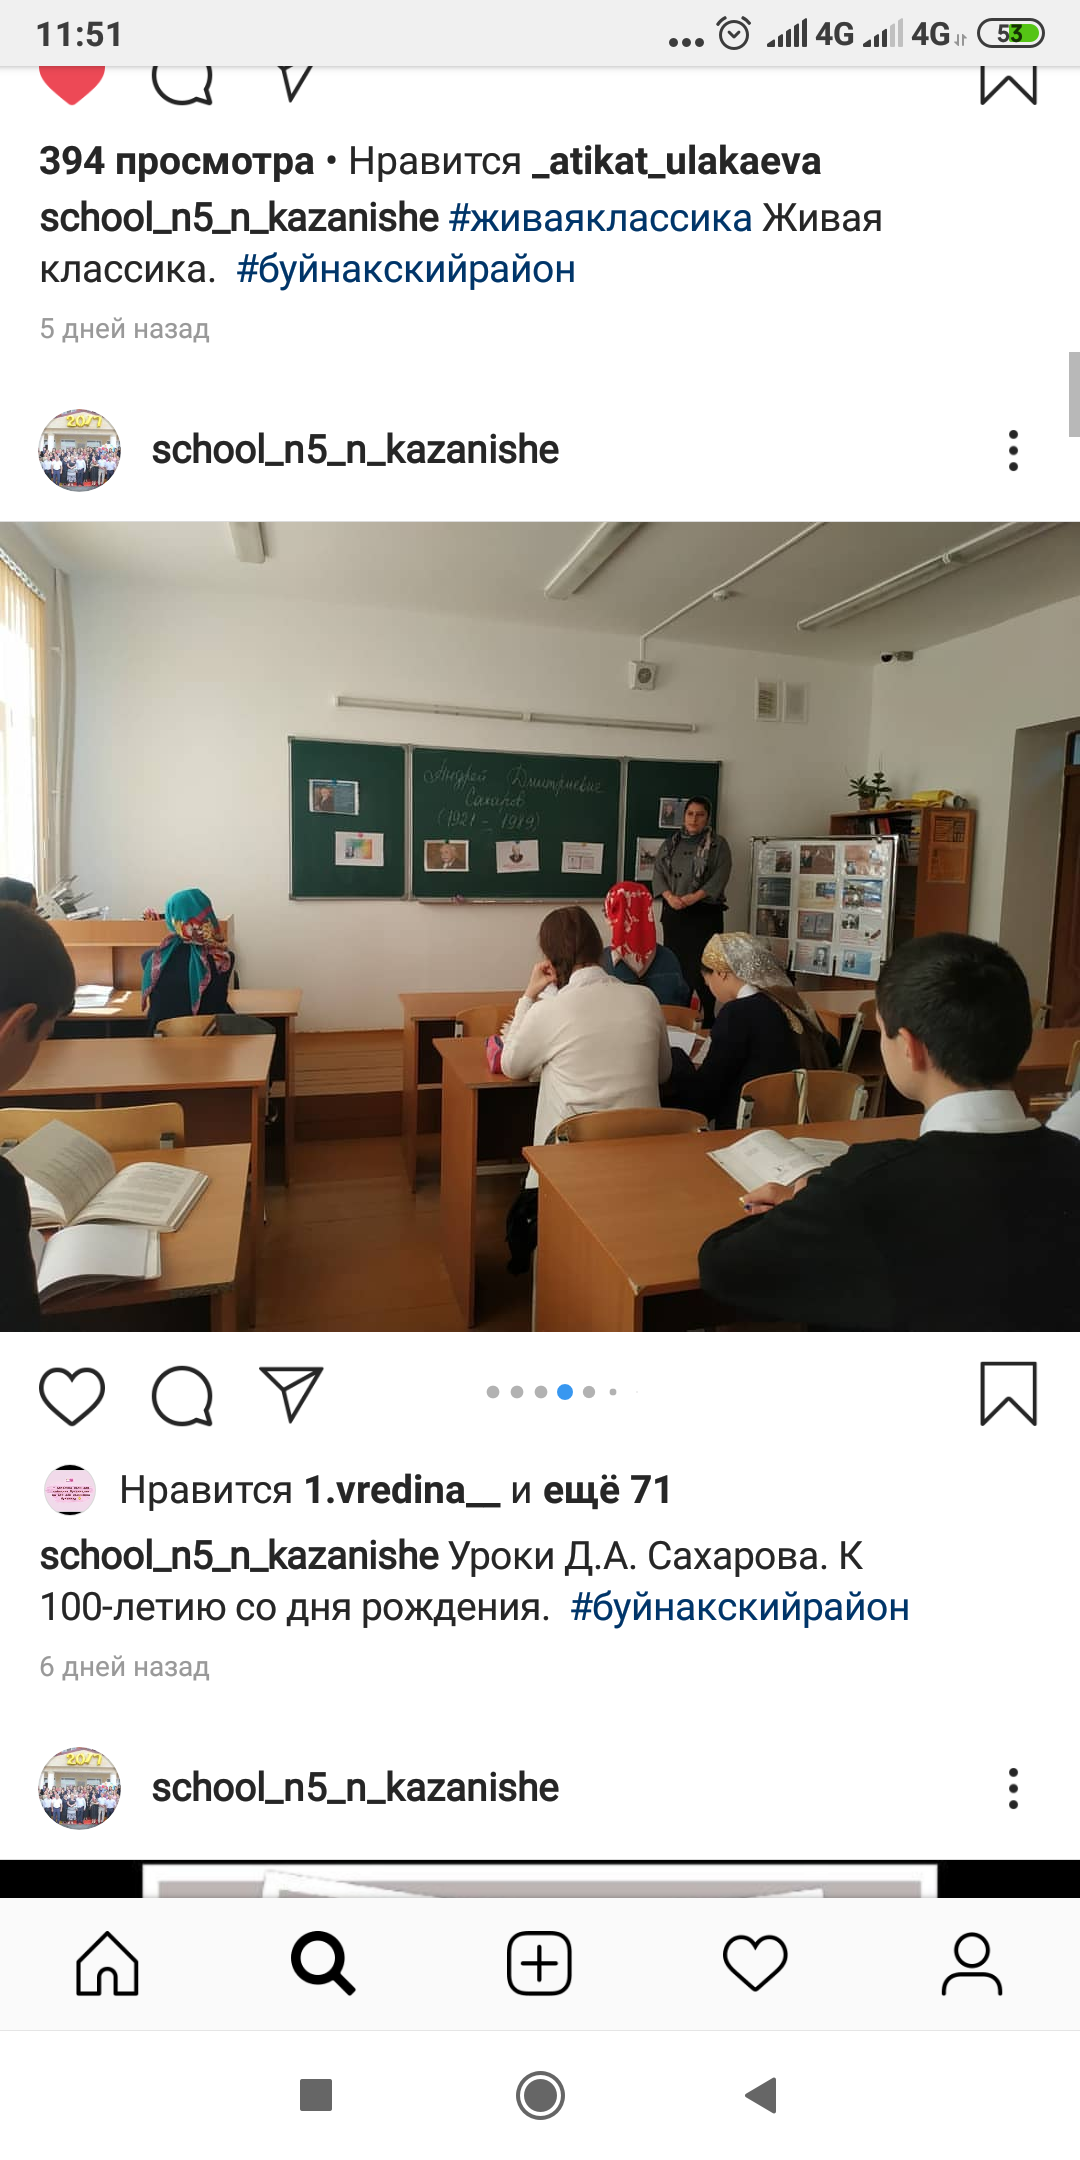 11:51
4G
4G
53
394 просмотра • Нравится _atikat_ulakaeva
school_n5_n_kazanishe #живаяклассика Живая
классика. #буйнакскийрайон
5 дней назад
2017
school_n5_n_kazanishe
Андрей Дмитриевич
Сахаров
(1921 - 1989)
Нравится 1.vredina__ и ещё 71
school_n5_n_kazanishe Уроки Д.А. Сахарова. К
100-летию со дня рождения. #буйнакскийрайон
6 дней назад
2017
school_n5_n_kazanishe